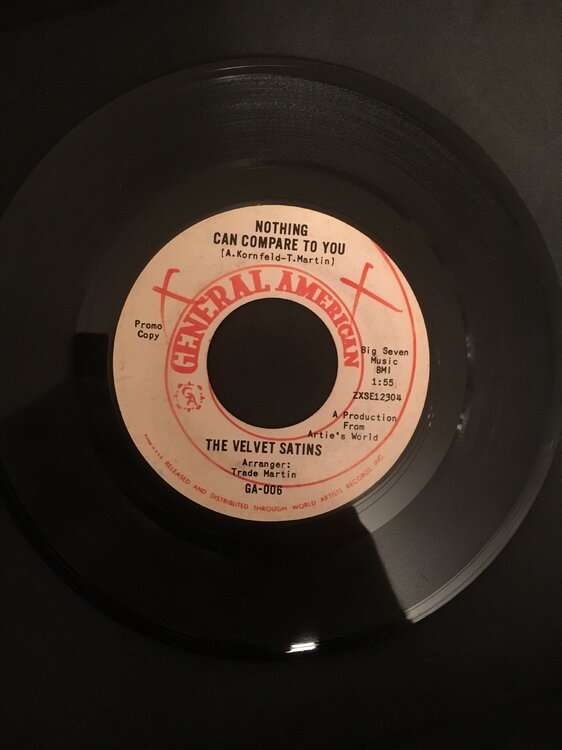 NOTHING
CAN COMPARE TO YOU
(A.Kornfeld-T.Martin)
GENERAL AMERICAN
Promo
Copy
Big Seven
Music
BMI
1:55
ZXSE12304
A Production
From
Artie's World
GA
THE VELVET SATINS
Arranger:
Trade Martin
GA-006
RELEASED AND DISTRIBUTED THROUGH WORLD ARTISTS RECORDS INC